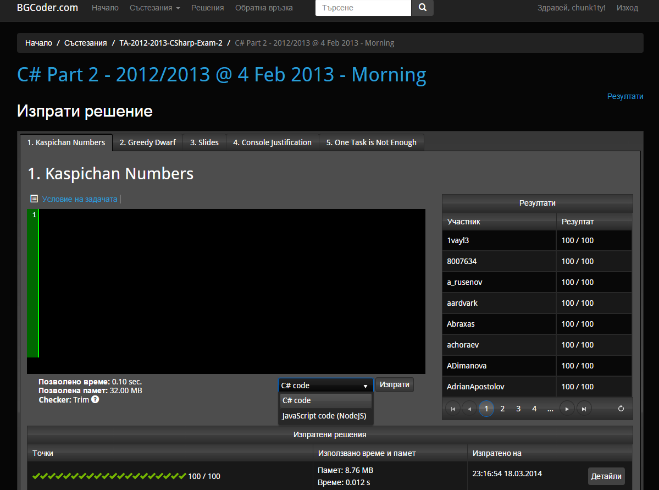 BGCoder.com Начало Състезания Решения Обратна връзка Търсене Здравей, chunk1ty! Изход
Начало / Състезания / TA-2012-2013-CSharp-Exam-2 / C# Part 2 - 2012/2013 @ 4 Feb 2013 - Morning
C# Part 2 - 2012/2013 @ 4 Feb 2013 - Morning
Резултати
Изпрати решение
1. Kaspichan Numbers 2. Greedy Dwarf 3. Slides 4. Console Justification 5. One Task is Not Enough
1. Kaspichan Numbers
Условие на задачата |
1
Позволено време: 0.10 sec.
Позволена памет: 32.00 MB
Checker: Trim ?
C# code Изпрати
C# code
JavaScript code (NodeJS)
Резултати
Участник Резултат
1vayl3 100 / 100
8007634 100 / 100
a_rusenov 100 / 100
aardvark 100 / 100
Abraxas 100 / 100
achoraev 100 / 100
ADimanova 100 / 100
AdrianApostolov 100 / 100
1 2 3 4 ...
Изпратени решения
Точки Използвано време и памет Изпратено на
100 / 100 Памет: 8.76 MB 23:16:54 18.03.2014 Детайли
Време: 0.012 s